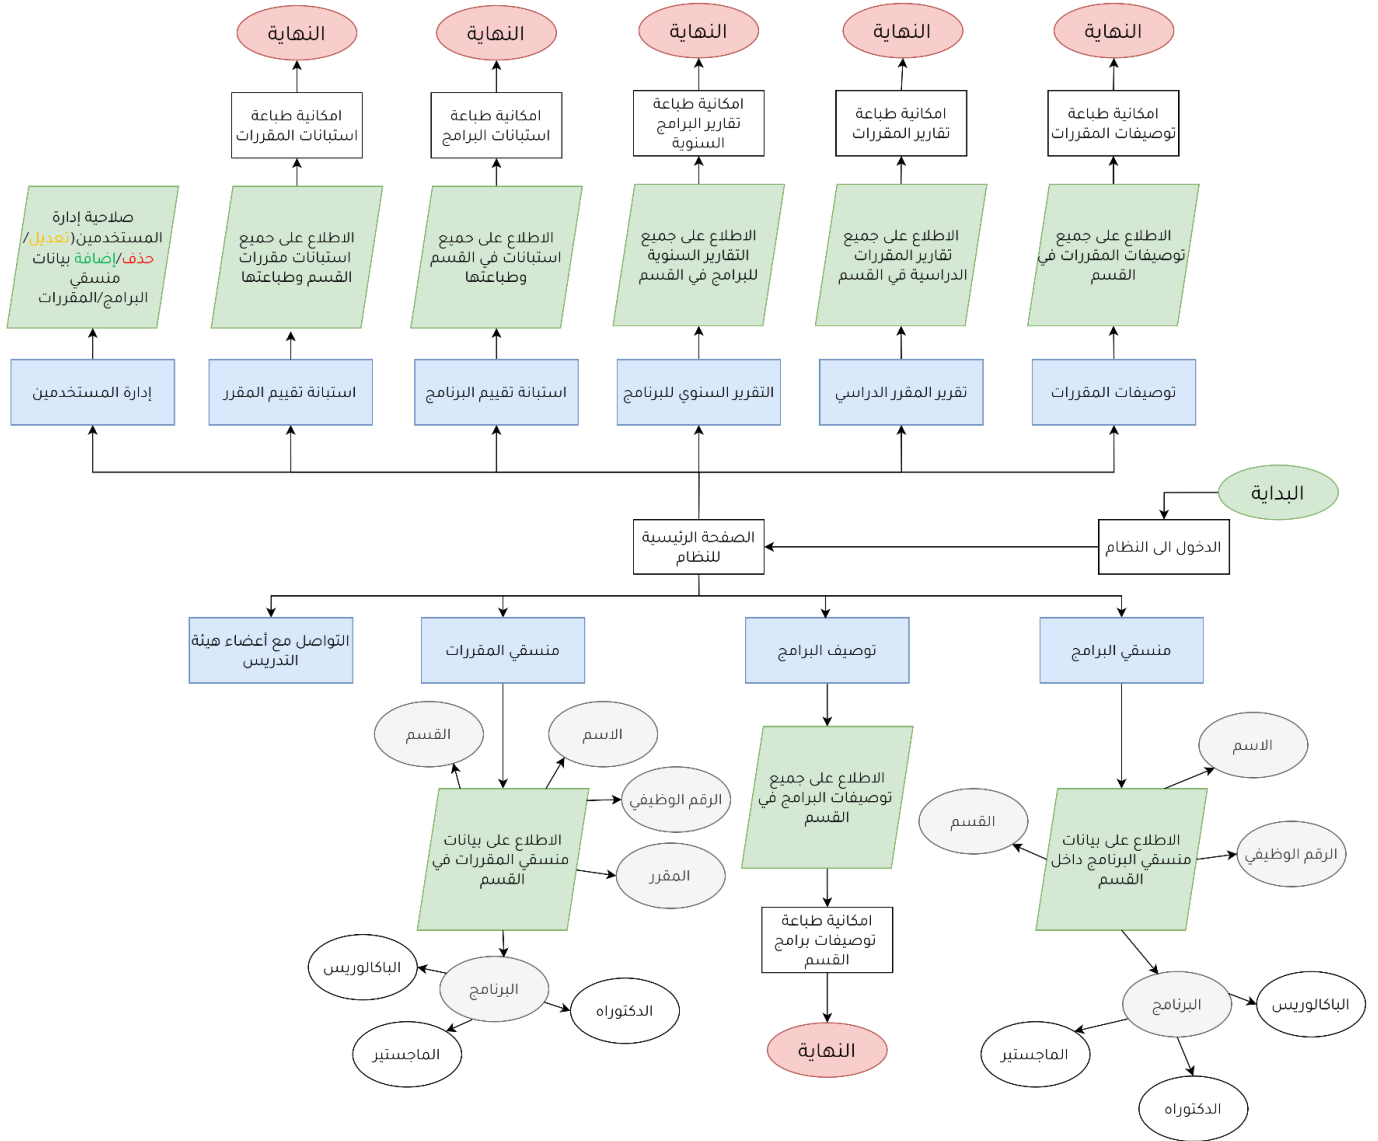 النهاية
النهاية
النهاية
النهاية
النهاية
امكانية طباعة
توصيفات المقررات
امكانية طباعة
تقارير المقررات
امكانية طباعة
تقارير البرامج
السنوية
امكانية طباعة
استبانات البرامج
امكانية طباعة
استبانات المقررات
الاطلاع على جميع
توصيفات المقررات في
القسم
الاطلاع على جميع
تقارير المقررات
الدراسية قي القسم
الاطلاع على جميع
التقارير السنوية
للبرامج في القسم
الاطلاع على حميع
استبانات في القسم
وطباعتها
الاطلاع على حميع
استبانات مقررات
القسم وطباعتها
صلاحية إدارة
المستخدمين(تعديل/
حذف/إضافة بيانات
منسقي
البرامج/المقررات
توصيفات المقررات
تقرير المقرر الدراسي
التقرير السنوي للبرنامج
استبانة تقييم البرنامج
استبانة تقييم المقرر
إدارة المستخدمين
البداية
الدخول الى النظام
الصفحة الرئيسية
للنظام
منسقي البرامج
توصيف البرامج
منسقي المقررات
التواصل مع أعضاء هيئة
التدريس
الاسم
القسم
الرقم الوظيفي
الاطلاع على بيانات
منسقي البرنامج داخل
القسم
البرنامج
الباكالوريس
الماجستير
الدكتوراه
الاطلاع على جميع
توصيفات البرامج في
القسم
امكانية طباعة
توصيفات برامج
القسم
النهاية
الاسم
القسم
الرقم الوظيفي
المقرر
الاطلاع على بيانات
منسقي المقررات في
القسم
البرنامج
الباكالوريس
الدكتوراه
الماجستير